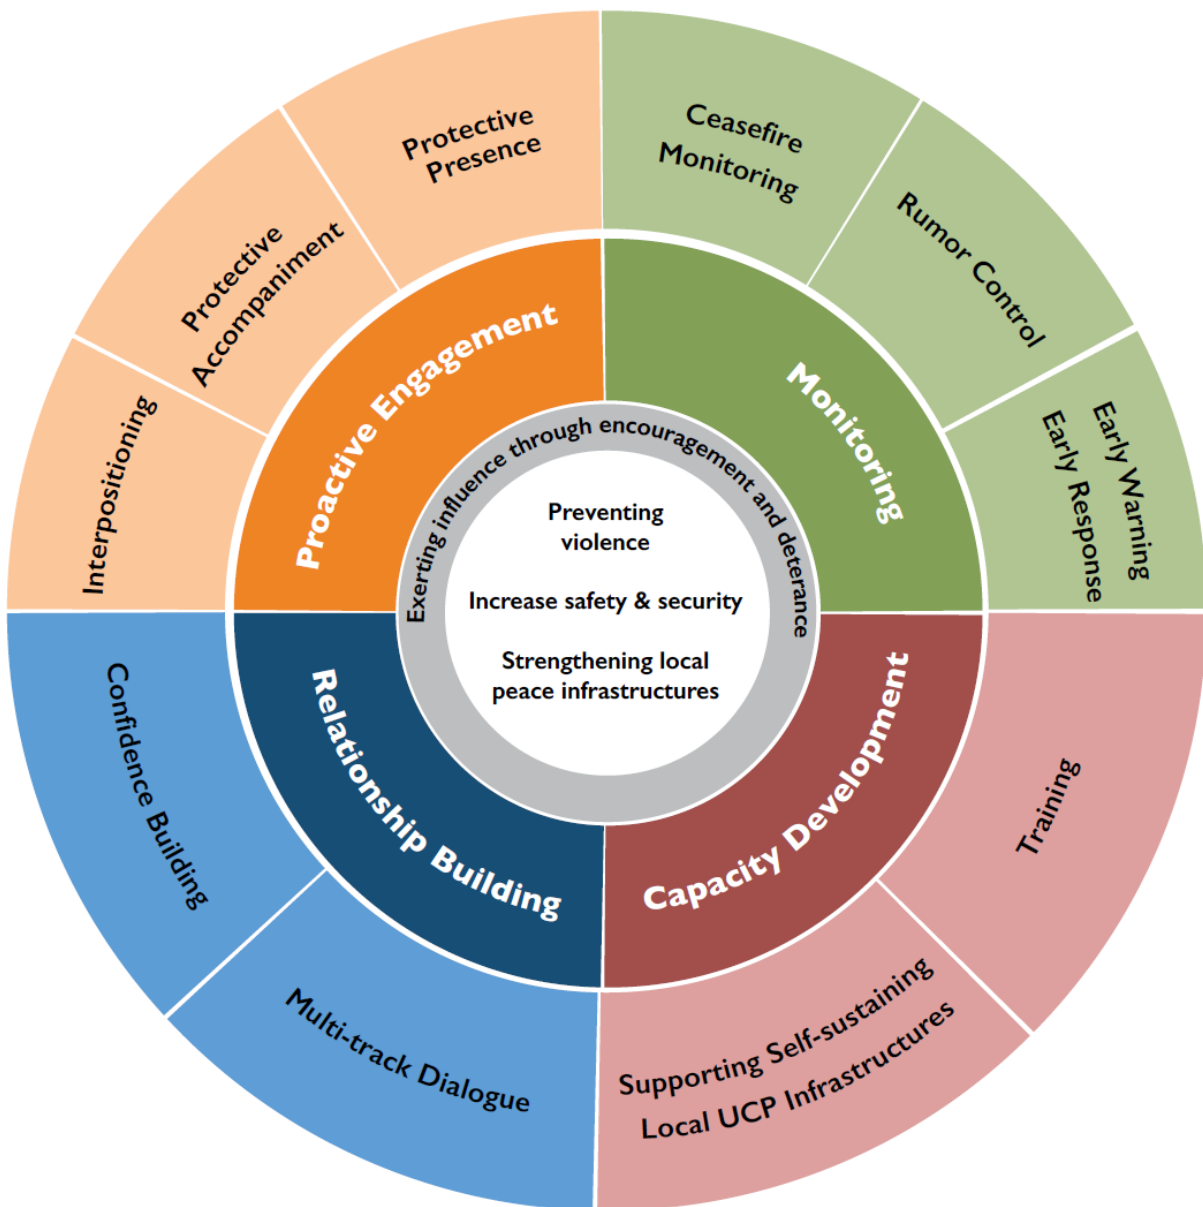 Protective
Presence
Ceasefire
Monitoring
Rumor Control
Early Warning
Early Response
Training
Supporting Self-sustaining
Local UCP Infrastructures
Multi-track Dialogue
Confidence Building
Interpositioning
Protective
Accompaniment
Proactive Engagement
Monitoring
Capacity Development
Relationship Building
Exerting influence through encouragement and deterance
Preventing
violence
Increase safety & security
Strengthening local
peace infrastructures